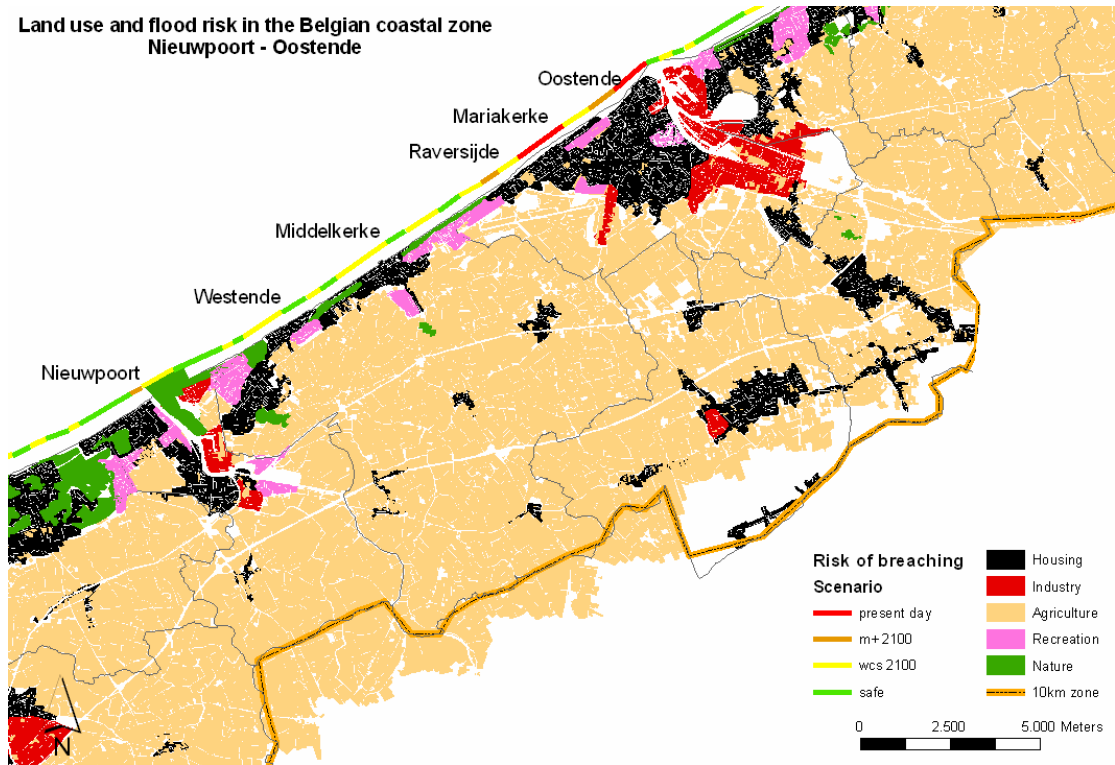 Land use and flood risk in the Belgian coastal zone
Nieuwpoort - Oostende
Oostende
Mariakerke
Raversijde
Middelkerke
Westende
Nieuwpoort
Risk of breaching
Scenario
present day
m+ 2100
wcs 2100
safe
Housing
Industry
Agriculture
Recreation
Nature
10km zone
0 2.500 5.000 Meters
N